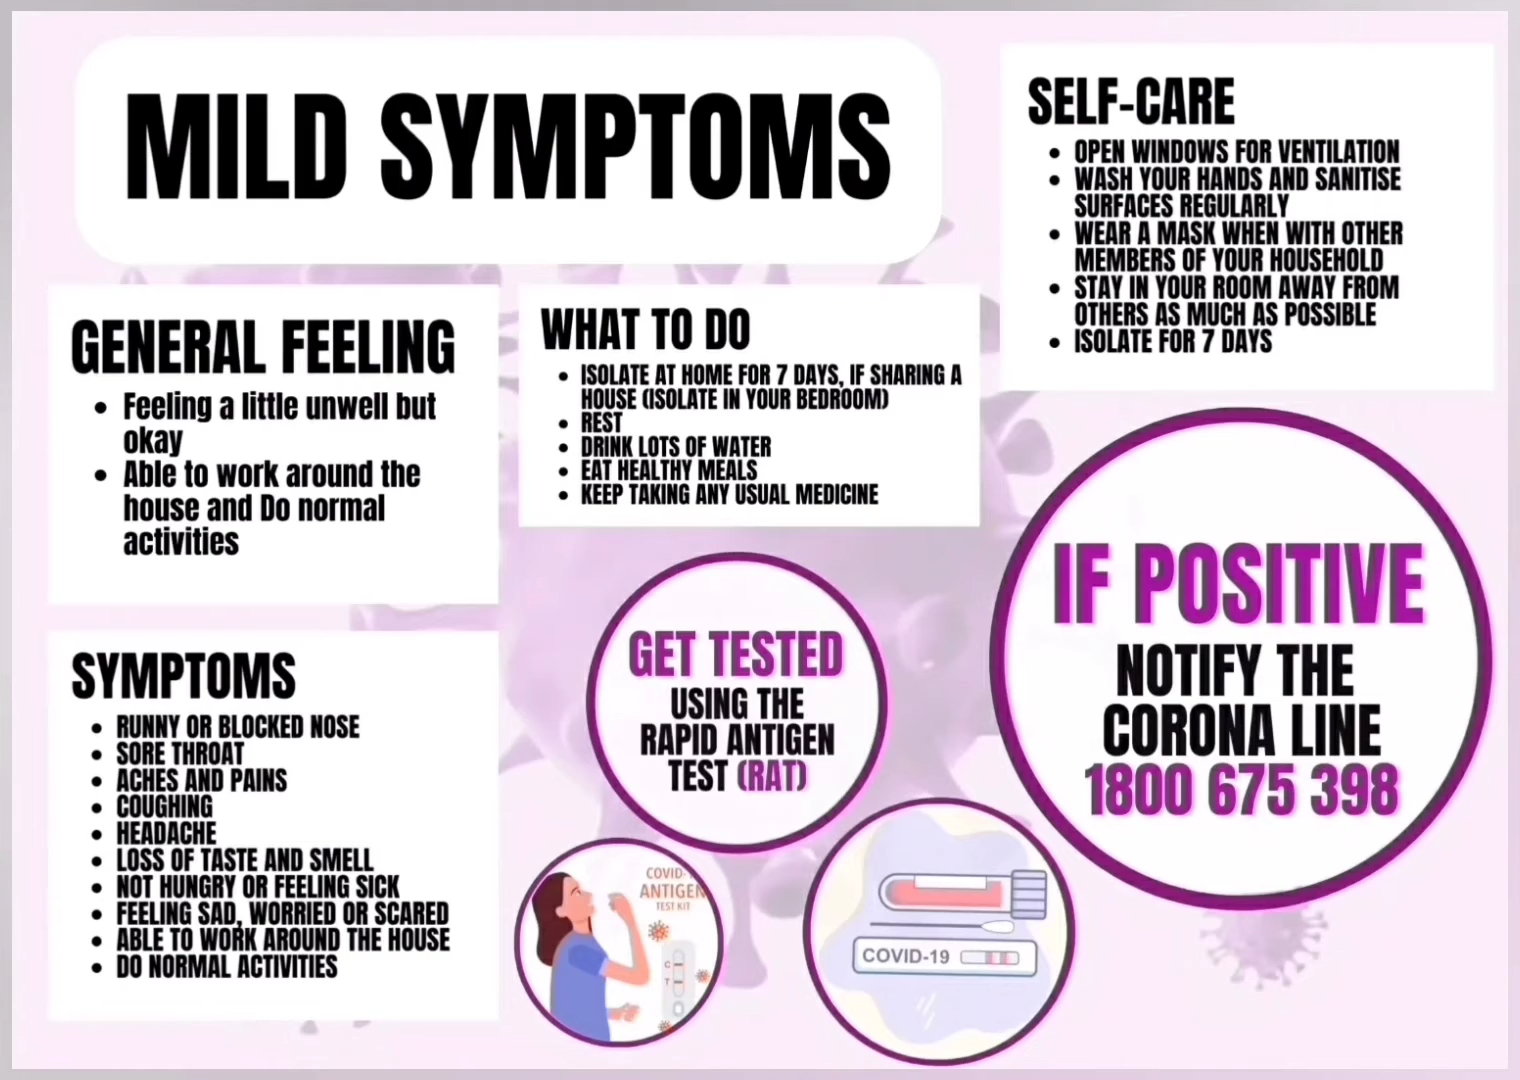 MILD SYMPTOMS
GENERAL FEELING
• Feeling a little unwell but
okay
• Able to work around the
house and Do normal
activities
SYMPTOMS
• RUNNY OR BLOCKED NOSE
• SORE THROAT
• ACHES AND PAINS
• COUGHING
• HEADACHE
• LOSS OF TASTE AND SMELL
• NOT HUNGRY OR FEELING SICK
• FEELING SAD, WORRIED OR SCARED
• ABLE TO WORK AROUND THE HOUSE
• DO NORMAL ACTIVITIES
WHAT TO DO
• ISOLATE AT HOME FOR 7 DAYS, IF SHARING A
HOUSE (ISOLATE IN YOUR BEDROOM)
• REST
• DRINK LOTS OF WATER
• EAT HEALTHY MEALS
• KEEP TAKING ANY USUAL MEDICINE
SELF-CARE
• OPEN WINDOWS FOR VENTILATION
• WASH YOUR HANDS AND SANITISE
SURFACES REGULARLY
• WEAR A MASK WHEN WITH OTHER
MEMBERS OF YOUR HOUSEHOLD
• STAY IN YOUR ROOM AWAY FROM
OTHERS AS MUCH AS POSSIBLE
• ISOLATE FOR 7 DAYS
GET TESTED
USING THE
RAPID ANTIGEN
TEST (RAT)
COVID-1
ANTIGEN
TEST KIT
C
T
COVID-19
IF POSITIVE
NOTIFY THE
CORONA LINE
1800 675 398